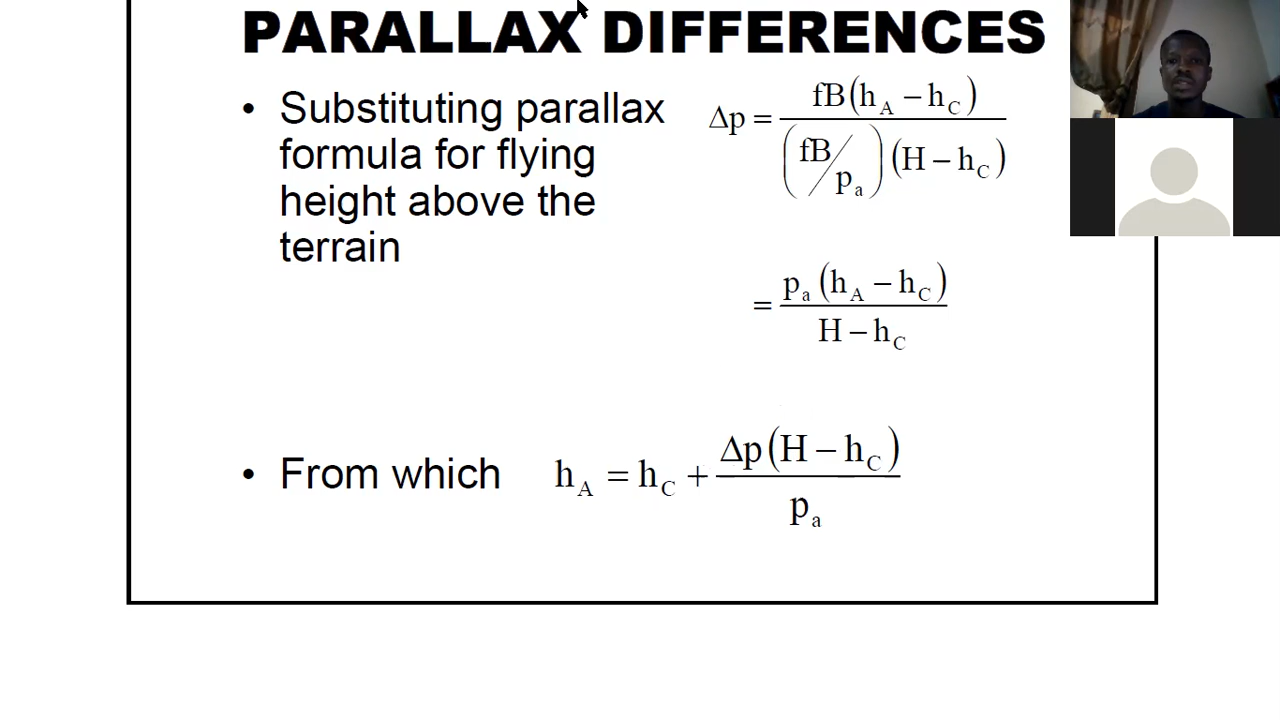 PARALLAX DIFFERENCES
• Substituting parallax
formula for flying
height above the
terrain
Δp = fB(h_A − h_C) / (fB/p_a)(H − h_C)
= p_a(h_A − h_C) / H − h_C
• From which h_A = h_C + Δp(H − h_C) / p_a